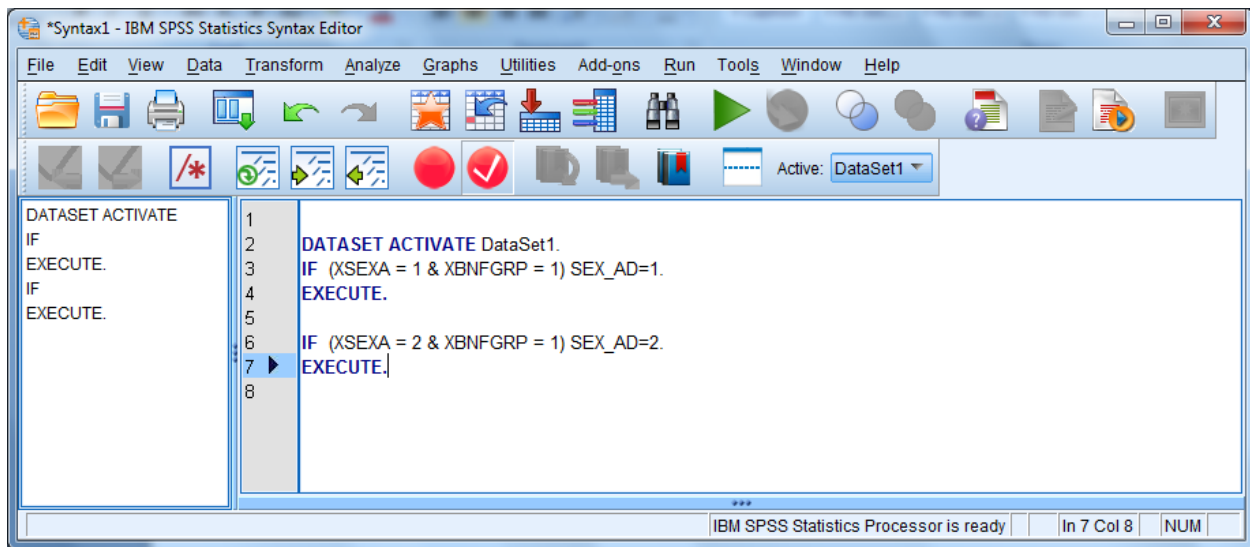 *Syntax1 - IBM SPSS Statistics Syntax Editor
File Edit View Data Transform Analyze Graphs Utilities Add-ons Run Tools Window Help
/*
Active: DataSet1
DATASET ACTIVATE
IF
EXECUTE.
IF
EXECUTE.
1
2 DATASET ACTIVATE DataSet1.
3 IF (XSEXA = 1 & XBNFGRP = 1) SEX_AD=1.
4 EXECUTE.
5
6 IF (XSEXA = 2 & XBNFGRP = 1) SEX_AD=2.
7 EXECUTE.
8
IBM SPSS Statistics Processor is ready In 7 Col 8 NUM